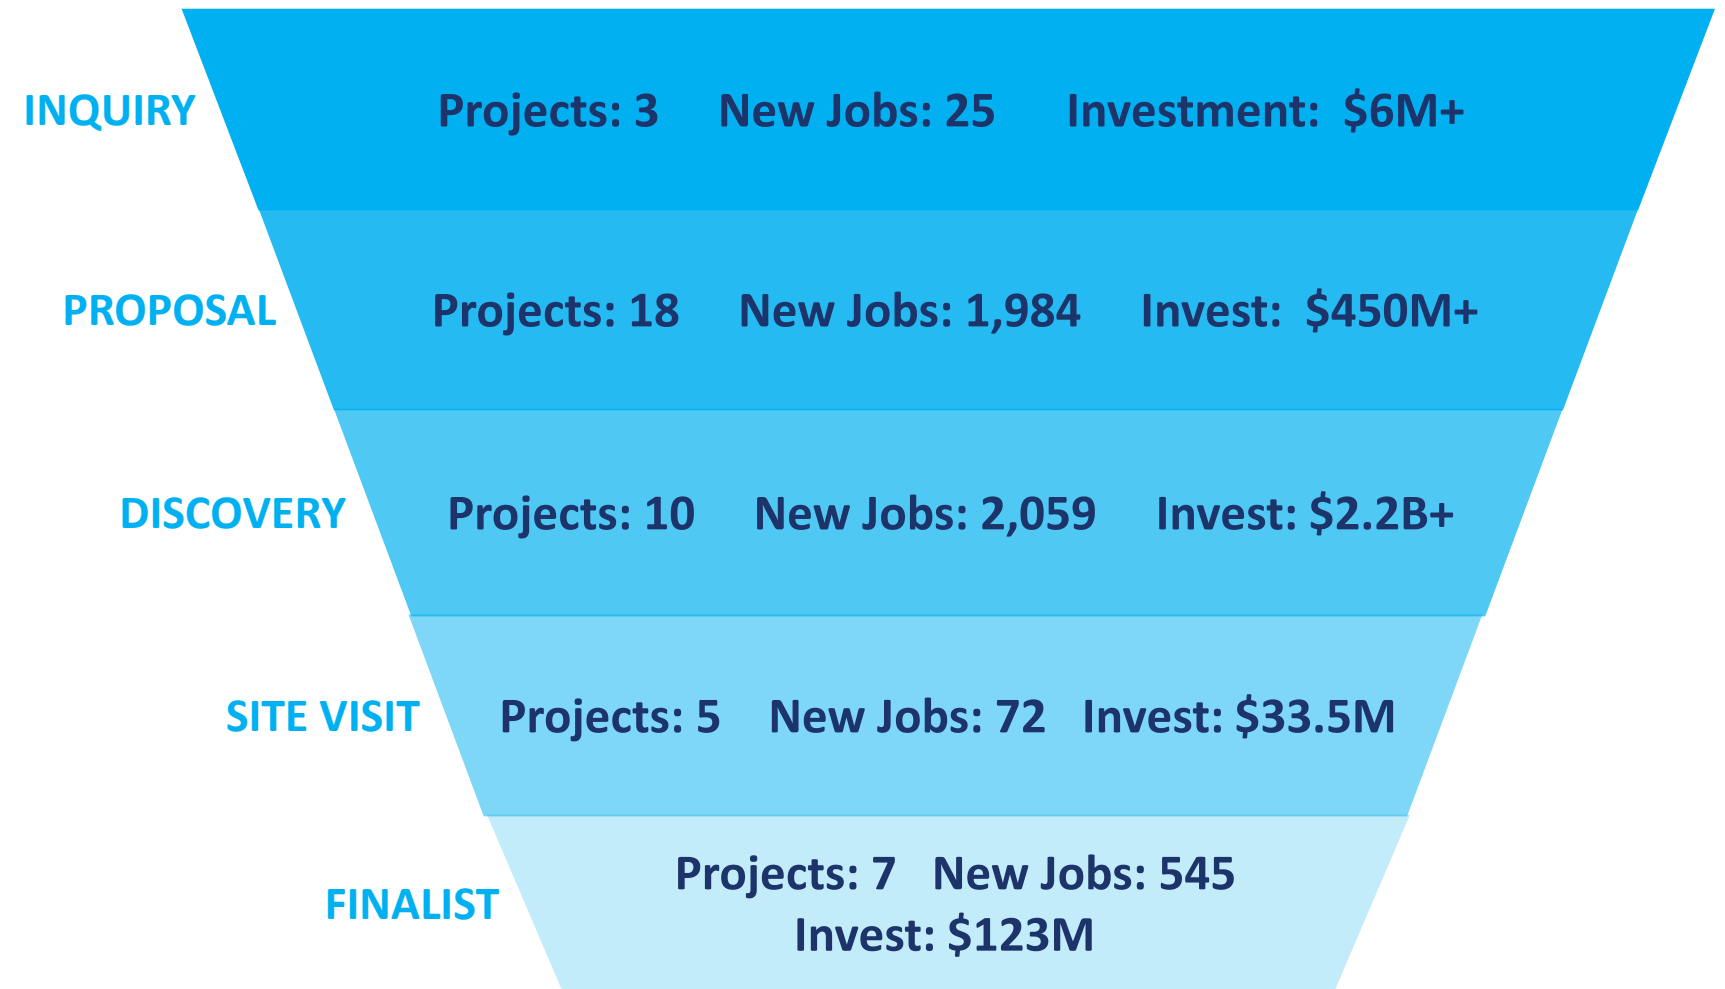 INQUIRY Projects: 3 New Jobs: 25 Investment: $6M+
PROPOSAL Projects: 18 New Jobs: 1,984 Invest: $450M+
DISCOVERY Projects: 10 New Jobs: 2,059 Invest: $2.2B+
SITE VISIT Projects: 5 New Jobs: 72 Invest: $33.5M
FINALIST
Projects: 7 New Jobs: 545
Invest: $123M